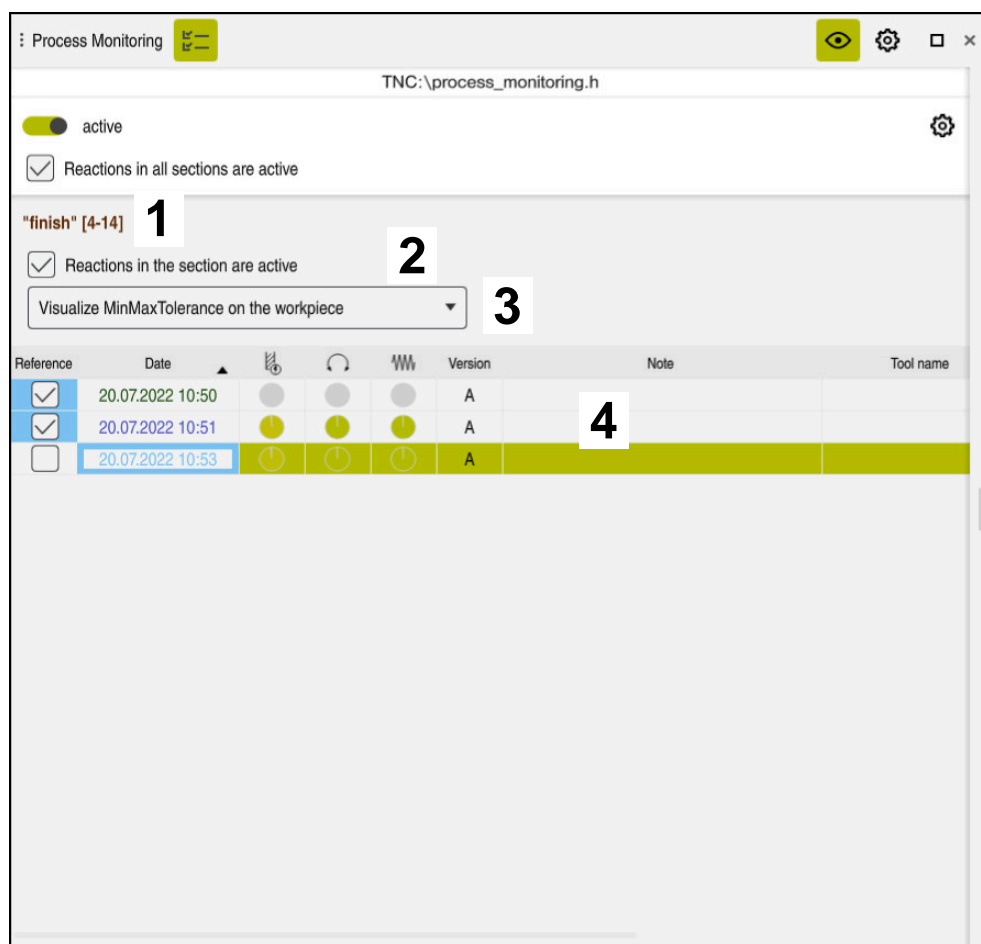 Process Monitoring
TNC:\process_monitoring.h
active
Reactions in all sections are active
"finish" [4-14]
1
Reactions in the section are active
2
Visualize MinMaxTolerance on the workpiece
3
Reference Date Version Note Tool name
20.07.2022 10:50 A
20.07.2022 10:51 A
4
20.07.2022 10:53 A